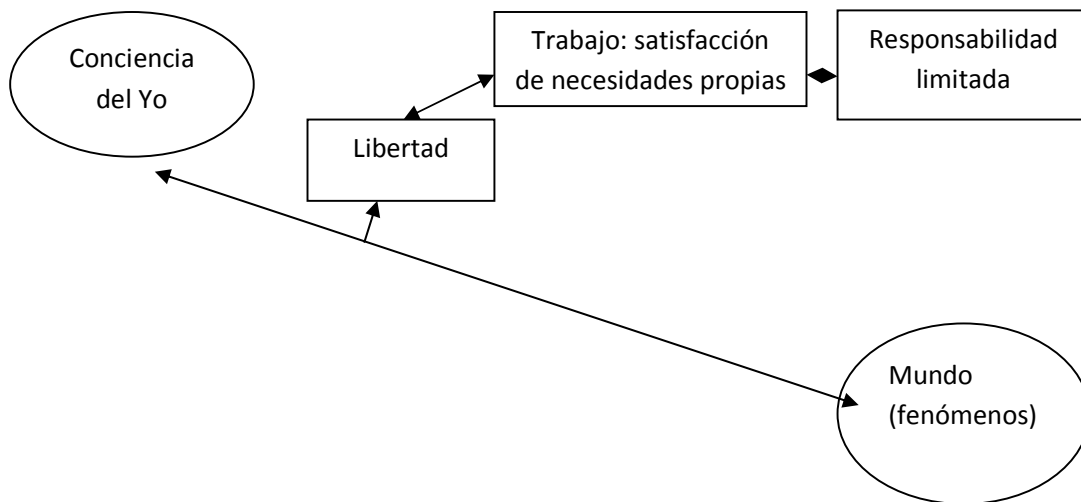 Conciencia
del Yo
Trabajo: satisfacción
de necesidades propias
Responsabilidad
limitada
Libertad
Mundo
(fenómenos)